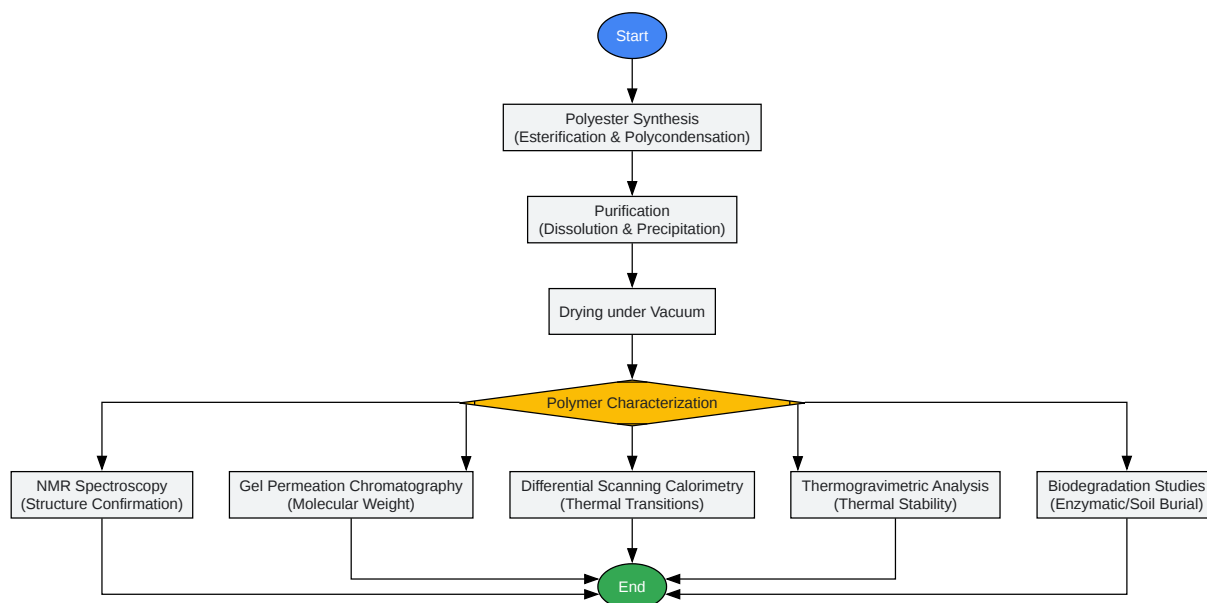 Start
Polyester Synthesis
(Esterification & Polycondensation)
Purification
(Dissolution & Precipitation)
Drying under Vacuum
Polymer Characterization
NMR Spectroscopy
(Structure Confirmation)
Gel Permeation Chromatography
(Molecular Weight)
Differential Scanning Calorimetry
(Thermal Transitions)
Thermogravimetric Analysis
(Thermal Stability)
Biodegradation Studies
(Enzymatic/Soil Burial)
End